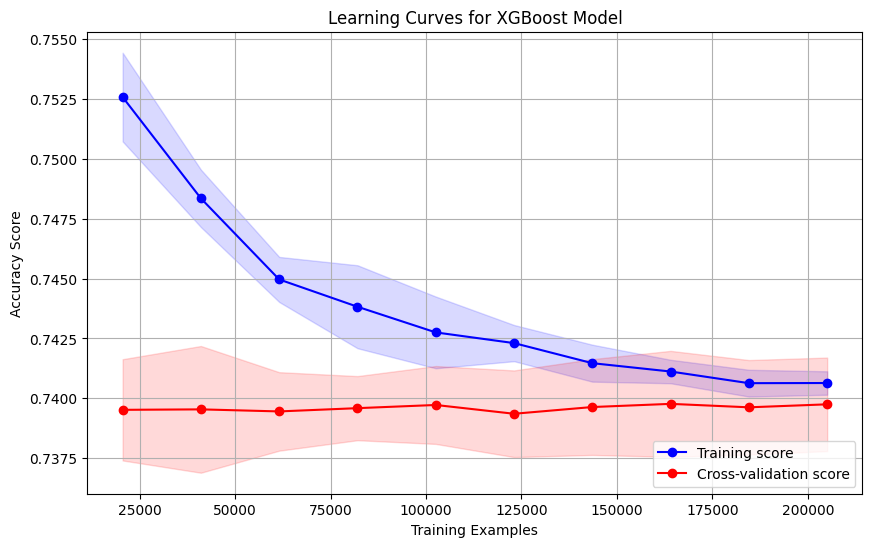 Learning Curves for XGBoost Model
0.7550
0.7525
0.7500
0.7475
0.7450
0.7425
0.7400
0.7375
Accuracy Score
Training score
Cross-validation score
25000 50000 75000 100000 125000 150000 175000 200000
Training Examples